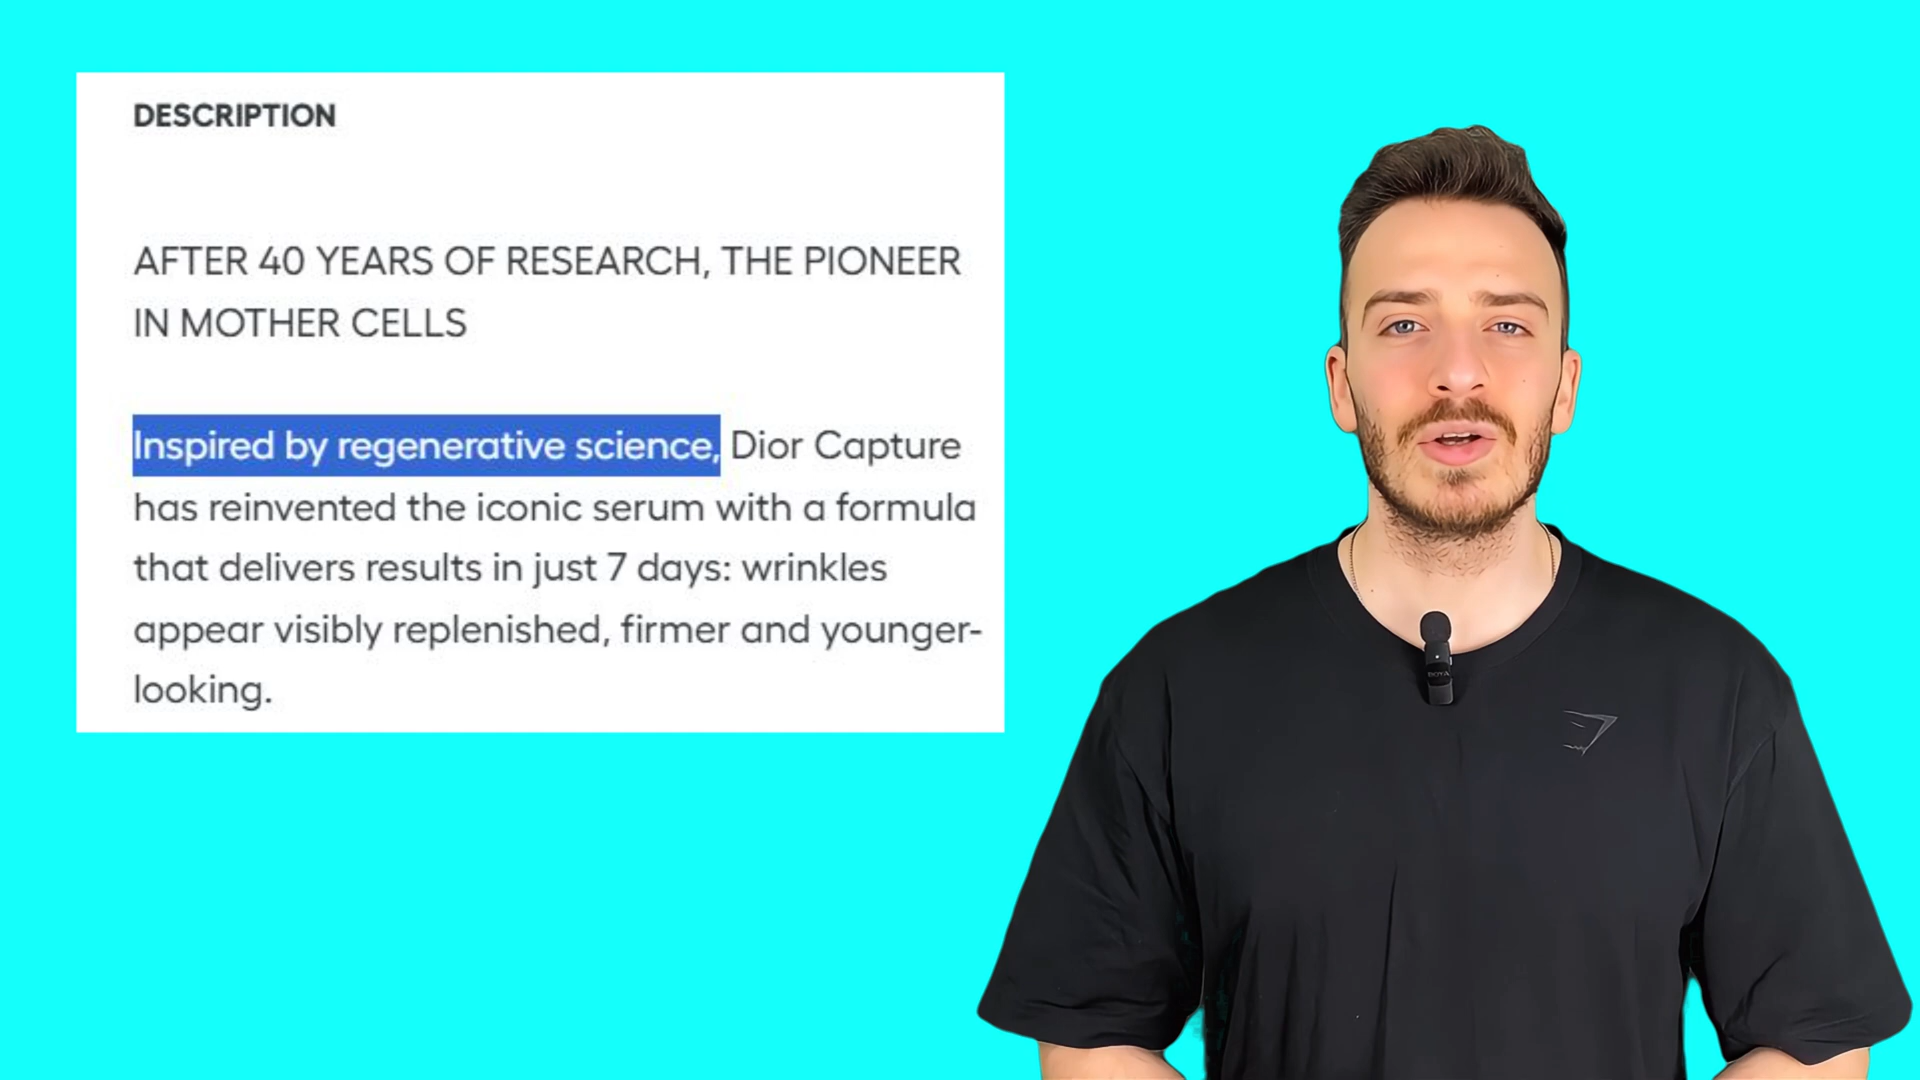 DESCRIPTION
AFTER 40 YEARS OF RESEARCH, THE PIONEER
IN MOTHER CELLS
Inspired by regenerative science, Dior Capture
has reinvented the iconic serum with a formula
that delivers results in just 7 days: wrinkles
appear visibly replenished, firmer and younger-
looking.
BOYA